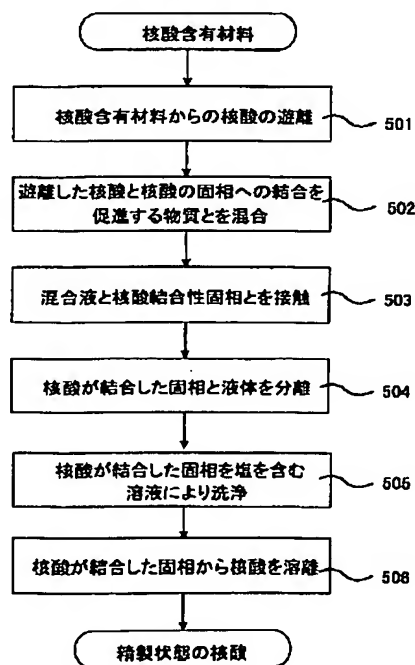 核酸含有材料
核酸含有材料からの核酸の遊離
501
遊離した核酸と核酸の固相への結合を
促進する物質とを混合
502
混合液と核酸結合性固相とを接触
503
核酸が結合した固相と液体を分離
504
核酸が結合した固相を塩を含む
溶液により洗浄
505
核酸が結合した固相から核酸を溶離
506
精製状態の核酸